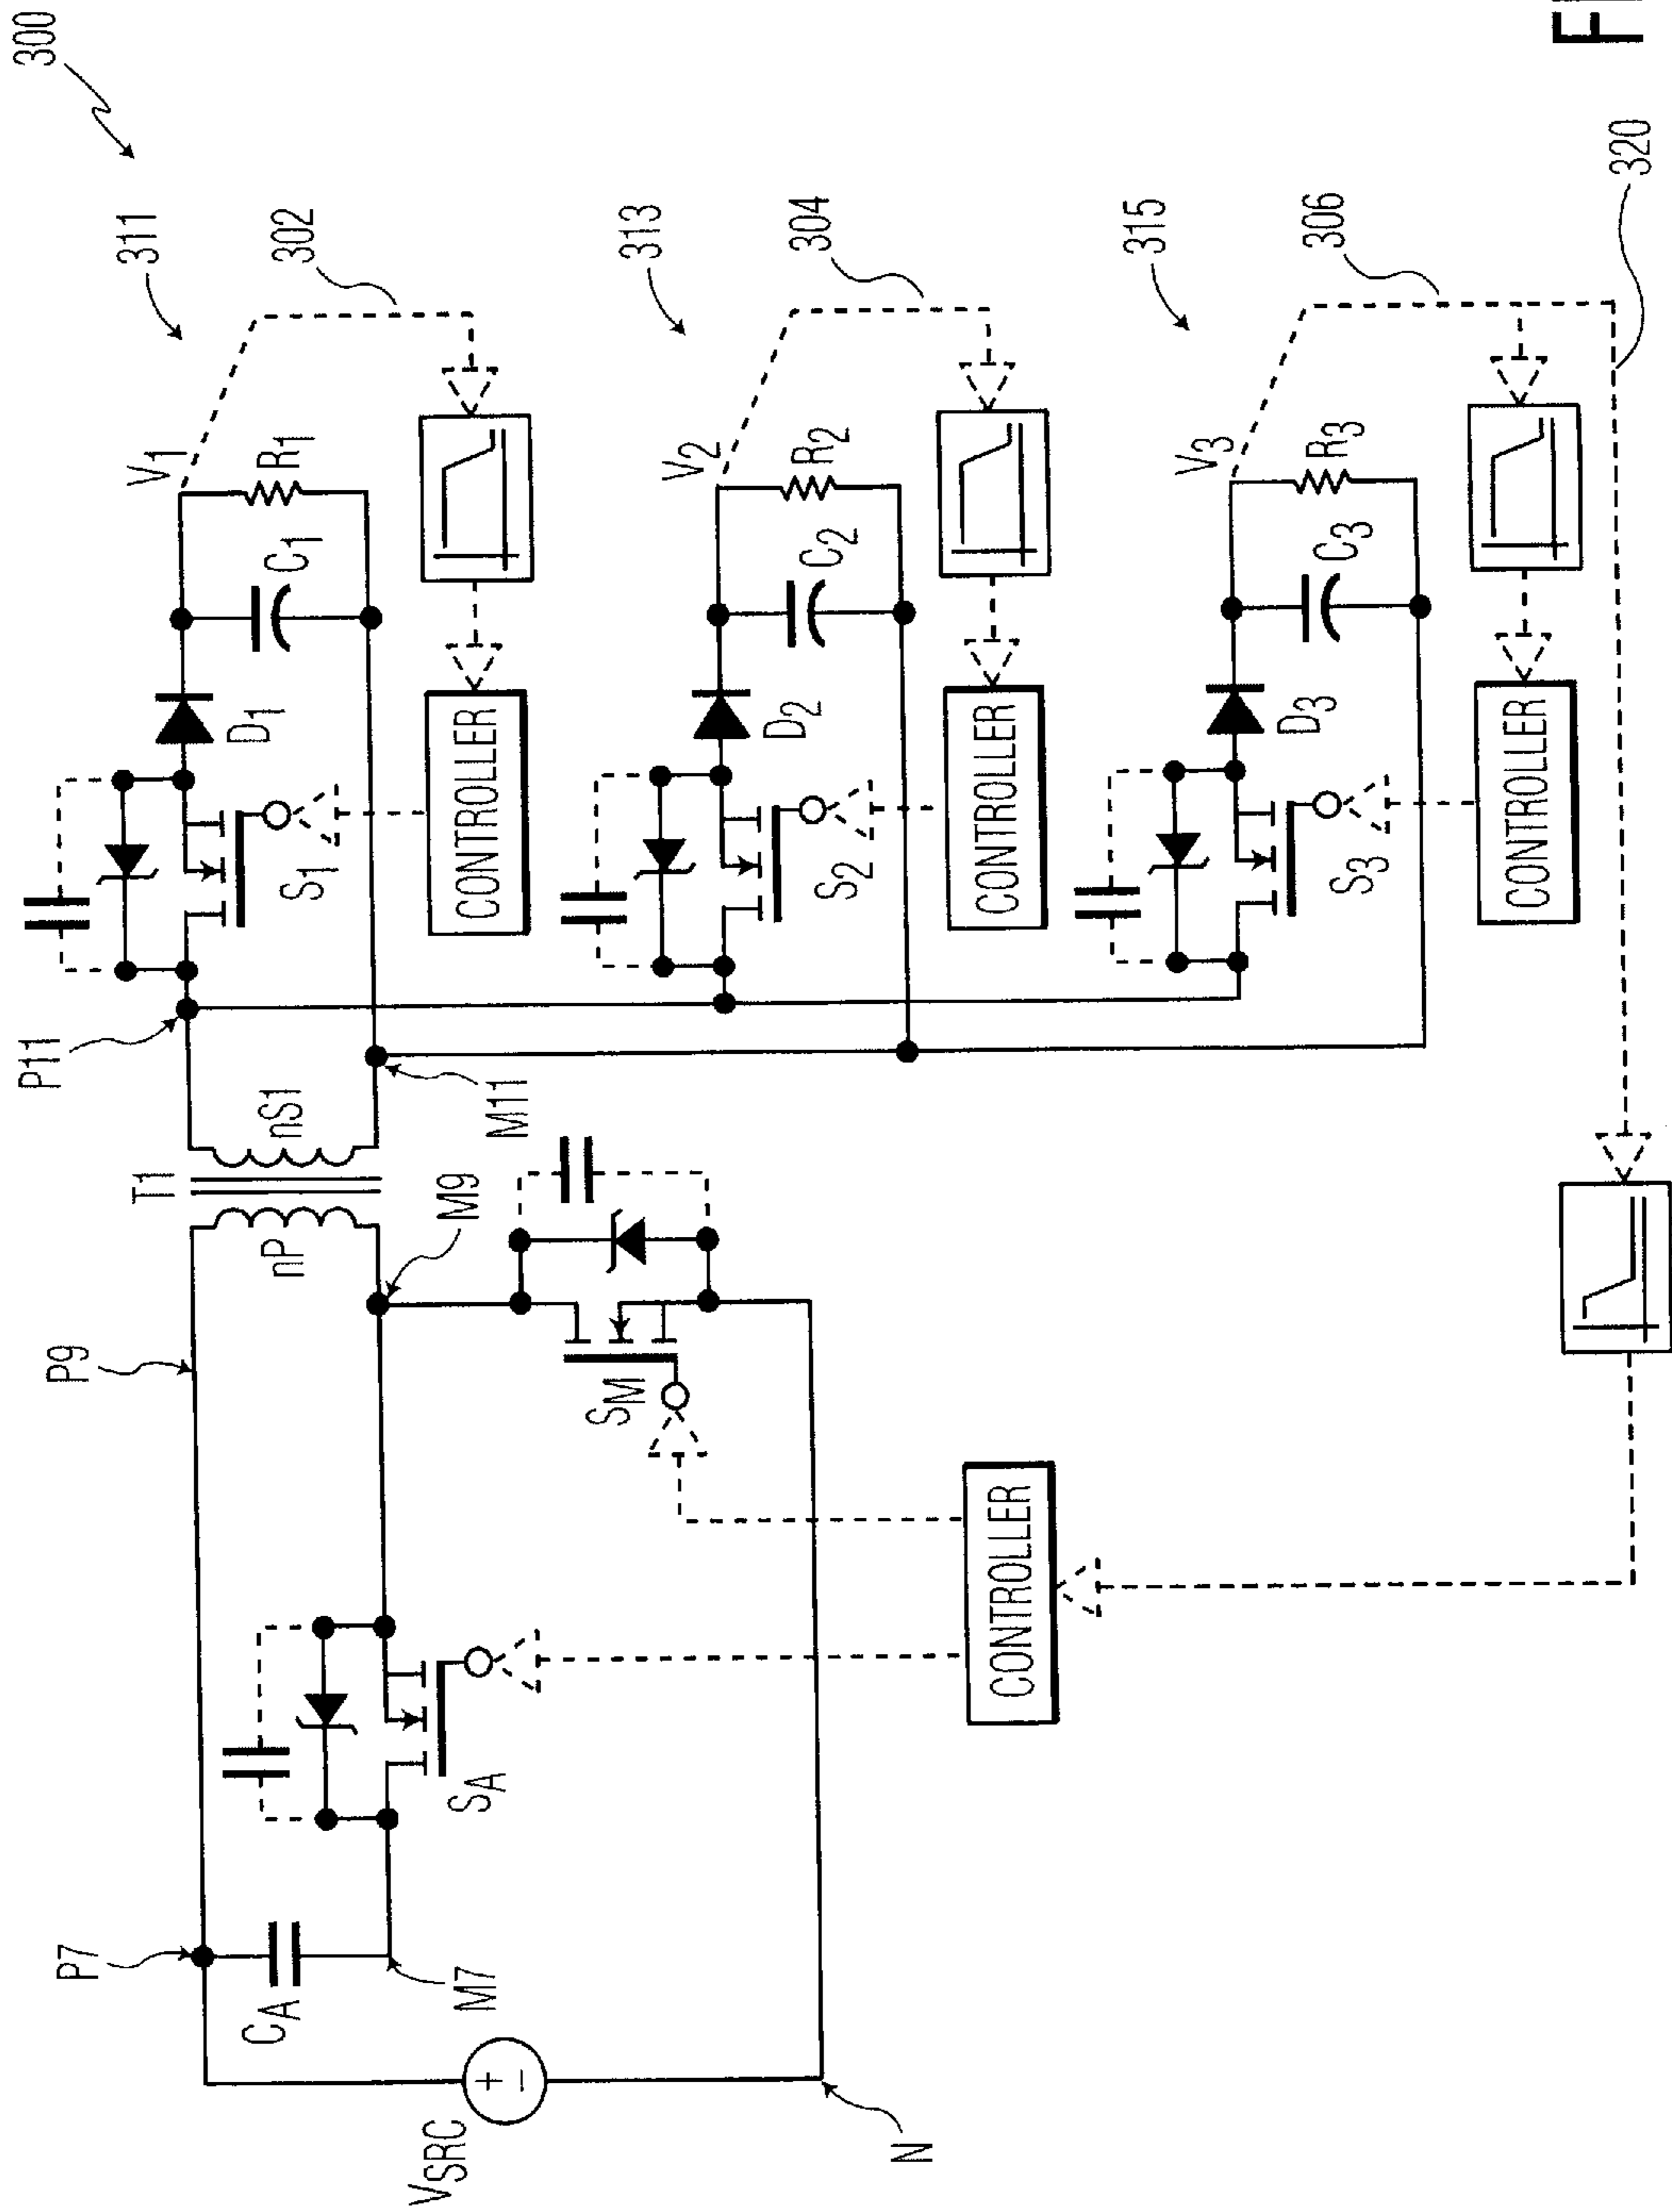 300
311
302
V1
R1
C1
D1
S1
CONTROLLER
P11
M11
nS1
T1
nP
M9
P9
SM
313
304
V2
R2
C2
D2
S2
CONTROLLER
315
306
320
V3
R3
C3
D3
S3
CONTROLLER
P7
CA
M7
SA
CONTROLLER
VSRC
+
–
N